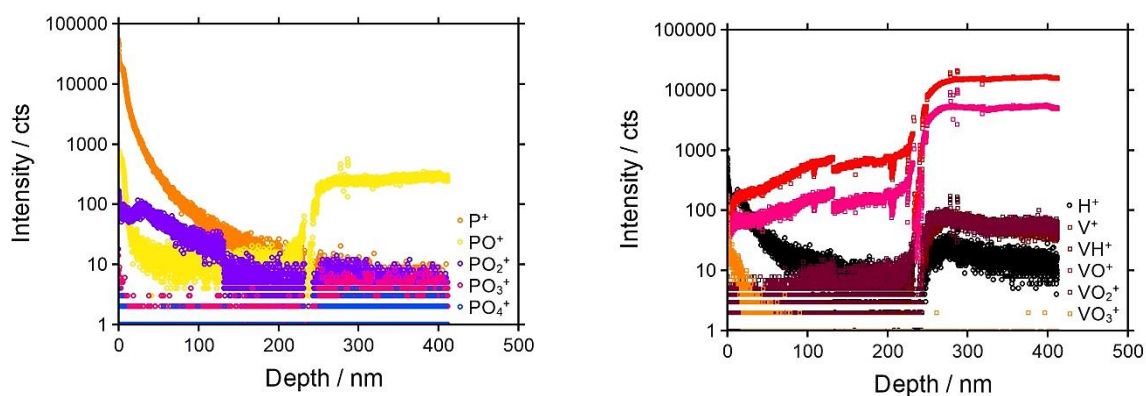 100000
10000
1000
100
10
1
Intensity / cts
P⁺
PO⁺
PO₂⁺
PO₃⁺
PO₄⁺
0 100 200 300 400 500
Depth / nm
100000
10000
1000
100
10
1
Intensity / cts
H⁺
V⁺
VH⁺
VO⁺
VO₂⁺
VO₃⁺
0 100 200 300 400 500
Depth / nm